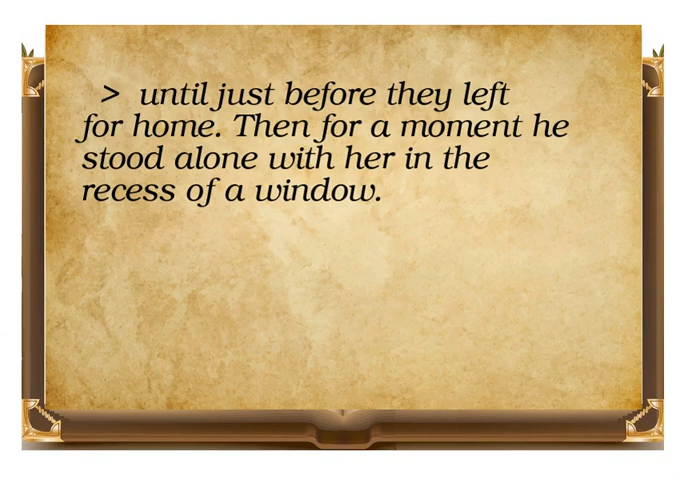 > until just before they left
for home. Then for a moment he
stood alone with her in the
recess of a window.